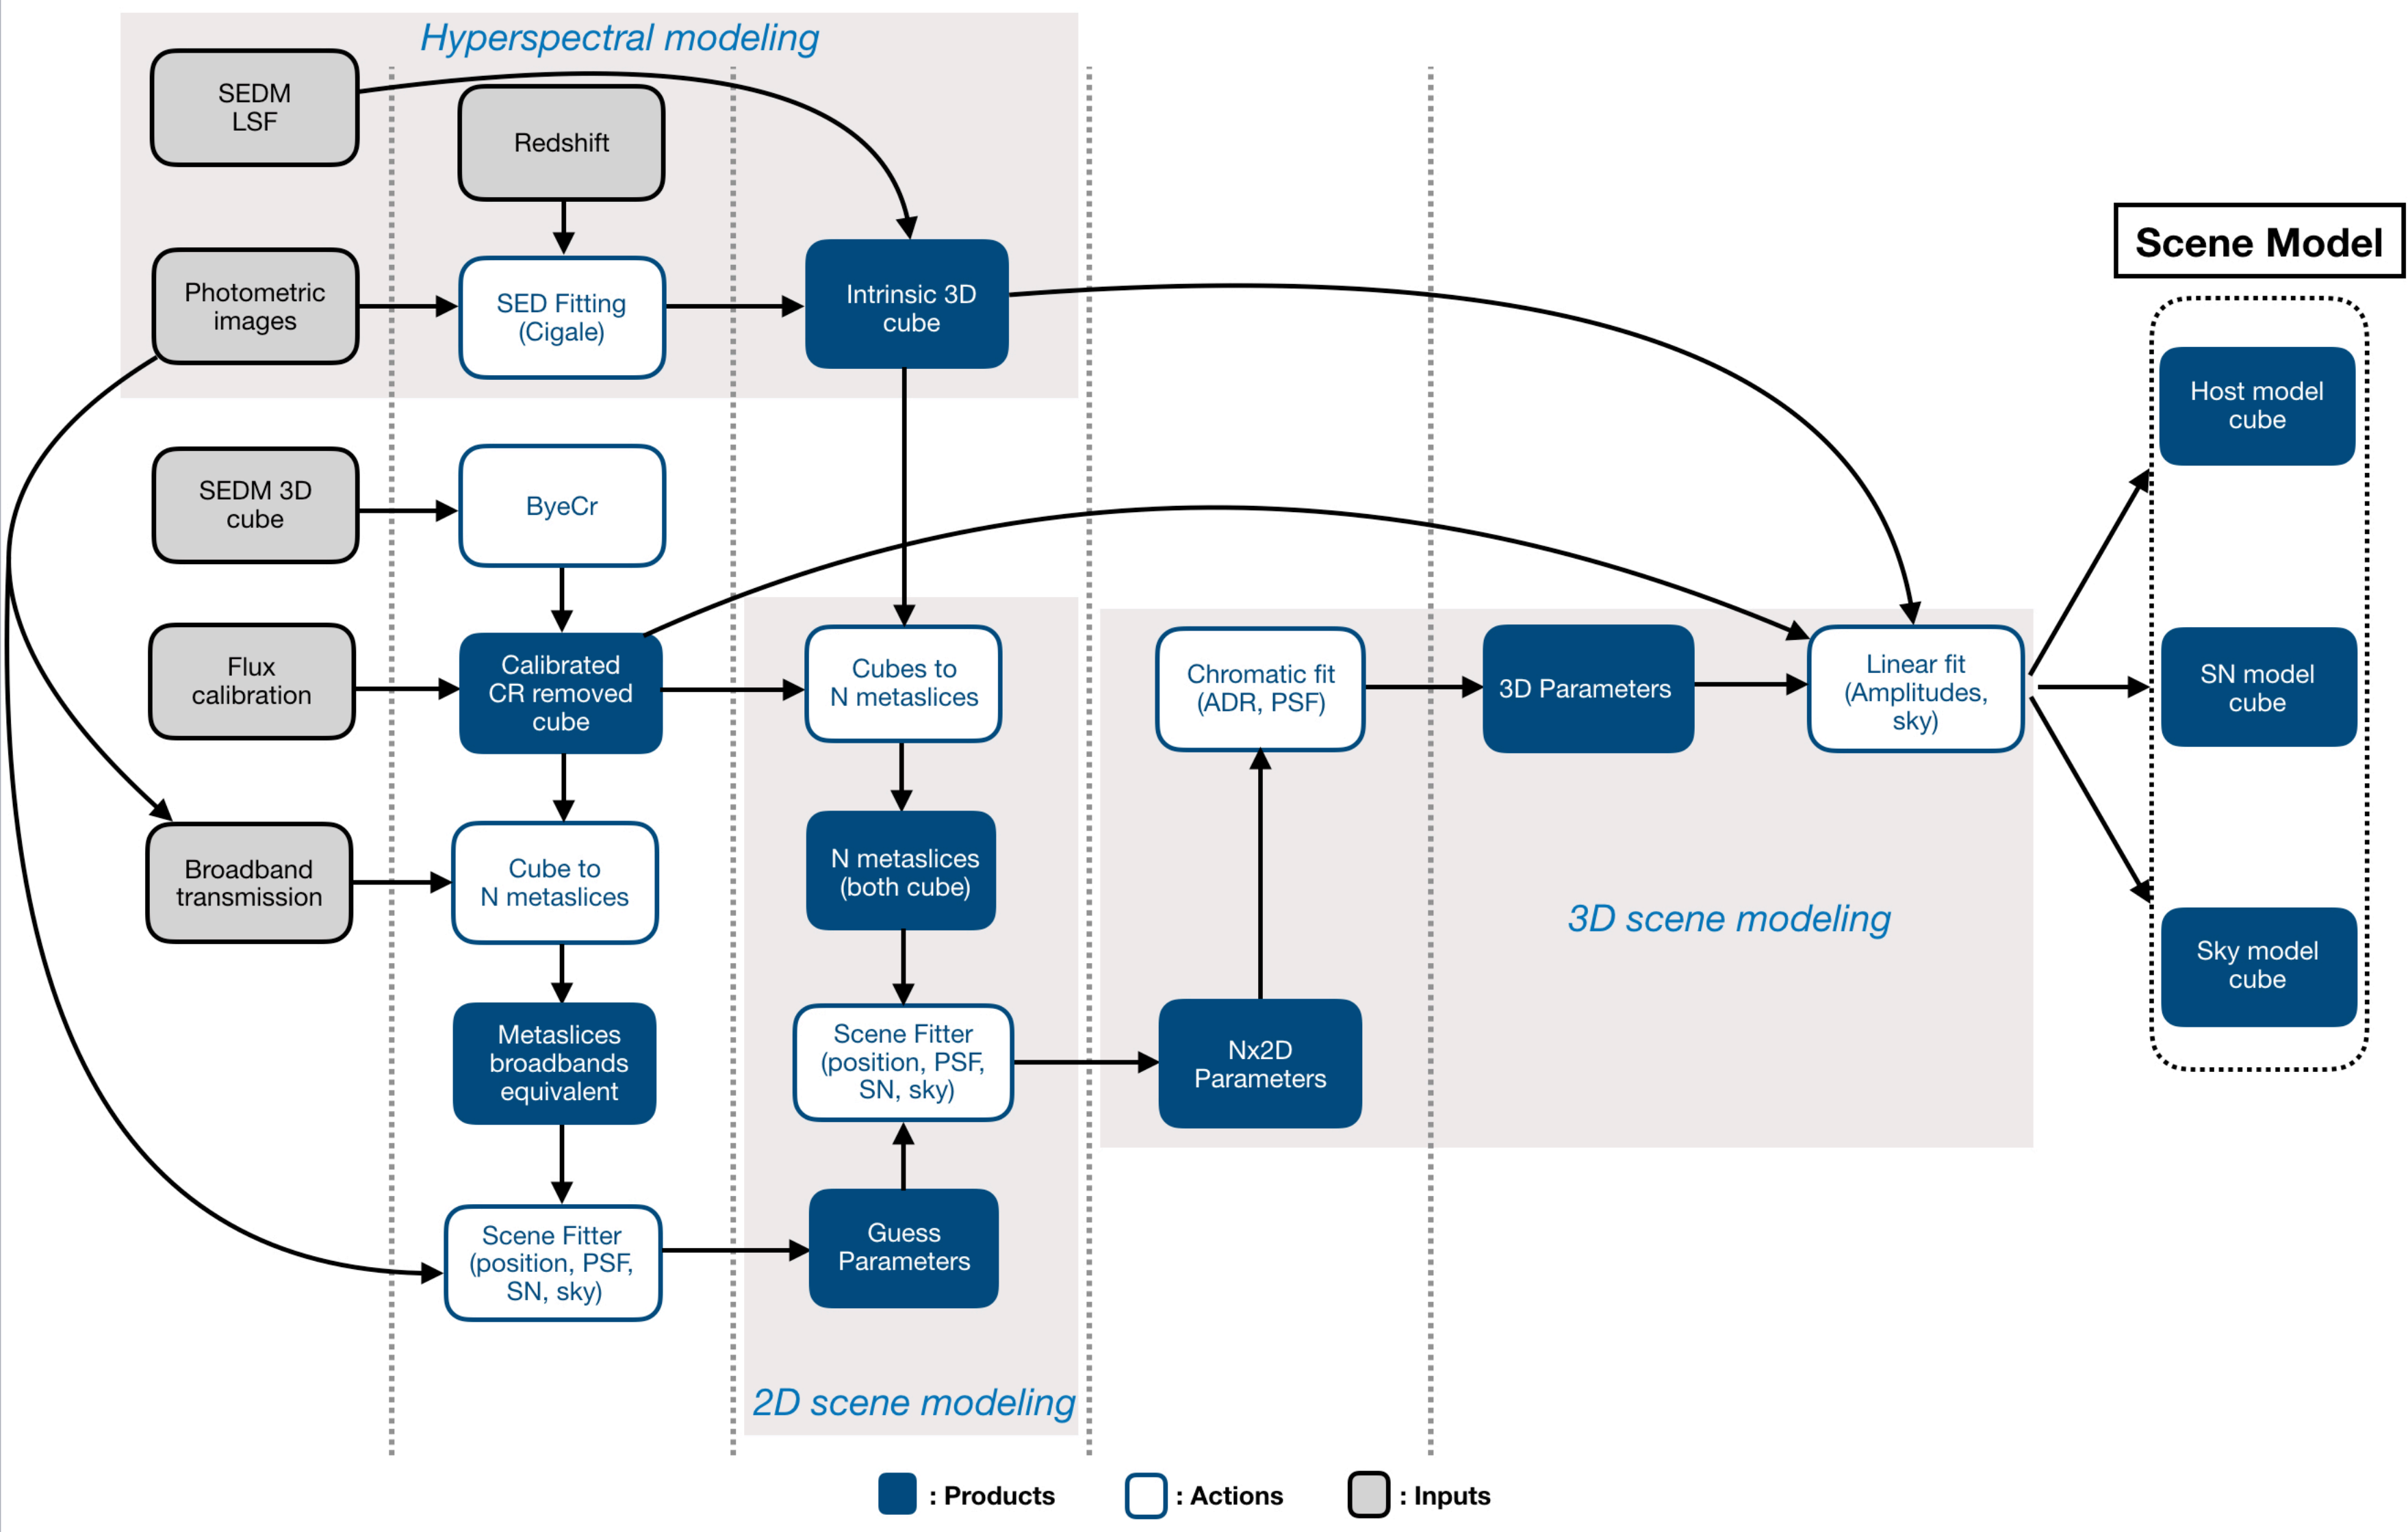 Hyperspectral modeling
SEDM
LSF
Redshift
Photometric
images
SED Fitting
(Cigale)
Intrinsic 3D
cube
Scene Model
Host model
cube
SEDM 3D
cube
ByeCr
Flux
calibration
Calibrated
CR removed
cube
Cubes to
N metaslices
Chromatic fit
(ADR, PSF)
3D Parameters
Linear fit
(Amplitudes,
sky)
SN model
cube
Broadband
transmission
Cube to
N metaslices
N metaslices
(both cube)
3D scene modeling
Sky model
cube
Metaslices
broadbands
equivalent
Scene Fitter
(position, PSF,
SN, sky)
Nx2D
Parameters
Scene Fitter
(position, PSF,
SN, sky)
Guess
Parameters
2D scene modeling
: Products
: Actions
: Inputs